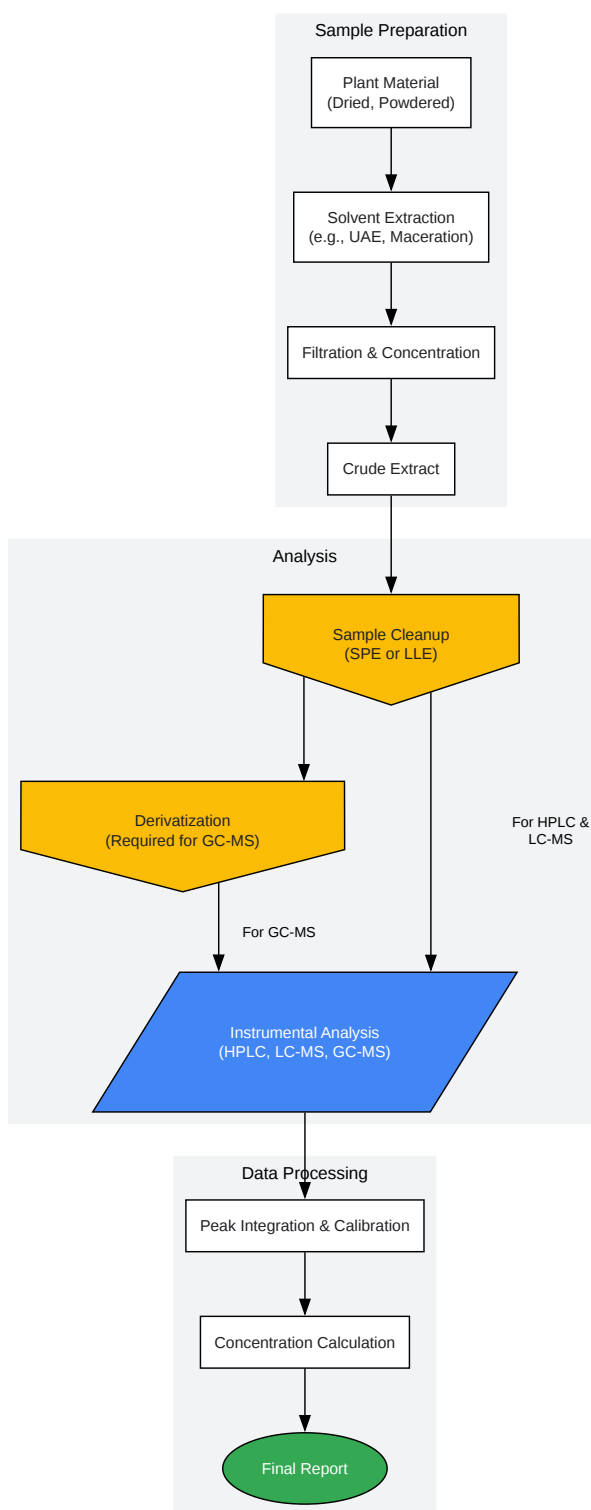 Sample Preparation
Plant Material
(Dried, Powdered)
Solvent Extraction
(e.g., UAE, Maceration)
Filtration & Concentration
Crude Extract
Analysis
Sample Cleanup
(SPE or LLE)
Derivatization
(Required for GC-MS)
For HPLC &
LC-MS
For GC-MS
Instrumental Analysis
(HPLC, LC-MS, GC-MS)
Data Processing
Peak Integration & Calibration
Concentration Calculation
Final Report